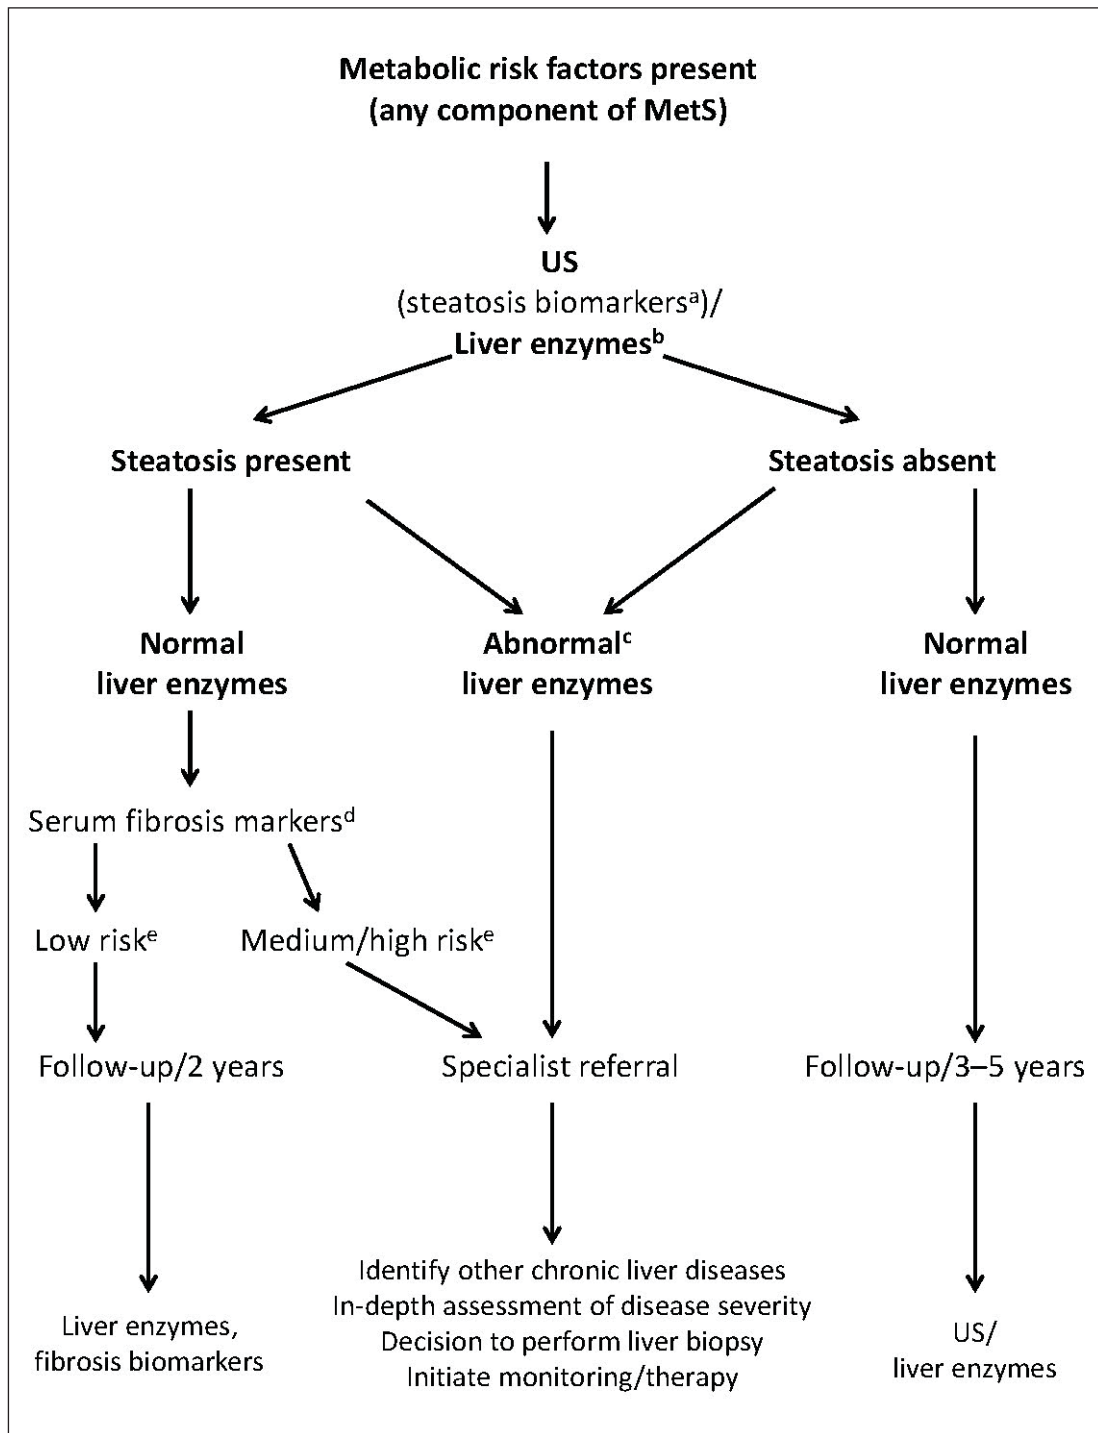 Metabolic risk factors present
(any component of MetS)
US
(steatosis biomarkersᵃ)/
Liver enzymesᵇ
Steatosis present
Steatosis absent
Normal
liver enzymes
Abnormalᶜ
liver enzymes
Normal
liver enzymes
Serum fibrosis markersᵈ
Low riskᵉ
Medium/high riskᵉ
Follow-up/2 years
Specialist referral
Follow-up/3–5 years
Liver enzymes,
fibrosis biomarkers
Identify other chronic liver diseases
In-depth assessment of disease severity
Decision to perform liver biopsy
Initiate monitoring/therapy
US/
liver enzymes